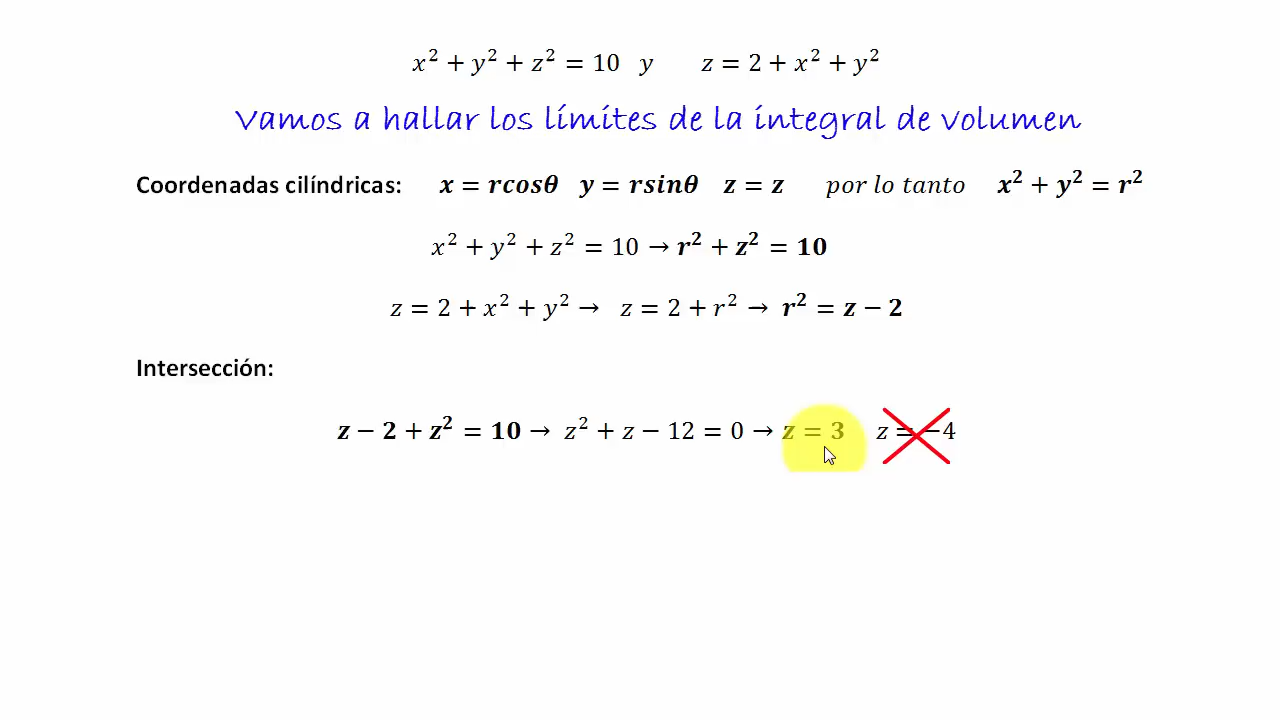 x² + y² + z² = 10 y z = 2 + x² + y²
Vamos a hallar los límites de la integral de volumen
Coordenadas cilíndricas: x = rcosθ y = rsinθ z = z por lo tanto x² + y² = r²
x² + y² + z² = 10 → r² + z² = 10
z = 2 + x² + y² → z = 2 + r² → r² = z − 2
Intersección:
z − 2 + z² = 10 → z² + z − 12 = 0 → z = 3 z = −4